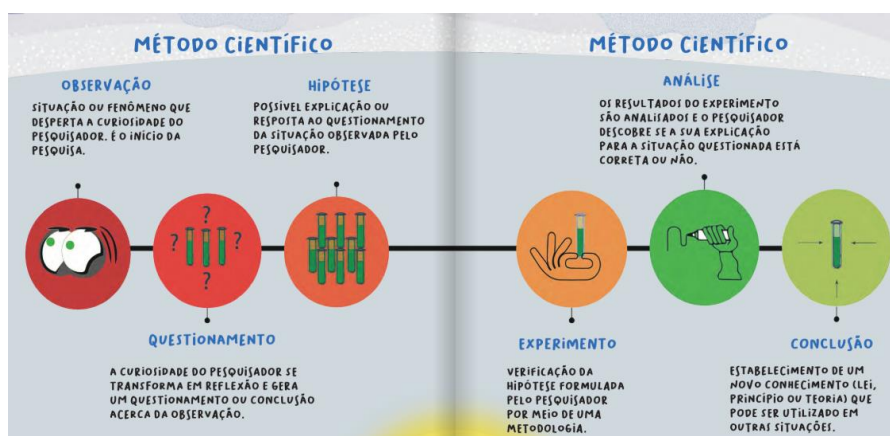 MÉTODO CIENTÍFICO
OBSERVAÇÃO
SITUAÇÃO OU FENÔMENO QUE
DESPERTA A CURIOSIDADE DO
PESQUISADOR. É O INÍCIO DA
PESQUISA.
HIPÓTESE
POSSÍVEL EXPLICAÇÃO OU
RESPOSTA AO QUESTIONAMENTO
DA SITUAÇÃO OBSERVADA PELO
PESQUISADOR.
?
?
?
?
QUESTIONAMENTO
A CURIOSIDADE DO PESQUISADOR SE
TRANSFORMA EM REFLEXÃO E GERA
UM QUESTIONAMENTO OU CONCLUSÃO
ACERCA DA OBSERVAÇÃO.
MÉTODO CIENTÍFICO
ANÁLISE
OS RESULTADOS DO EXPERIMENTO
SÃO ANALISADOS E O PESQUISADOR
DESCOBRE SE A SUA EXPLICAÇÃO
PARA A SITUAÇÃO QUESTIONADA ESTÁ
CORRETA OU NÃO.
EXPERIMENTO
VERIFICAÇÃO DA
HIPÓTESE FORMULADA
PELO PESQUISADOR
POR MEIO DE UMA
METODOLOGIA.
CONCLUSÃO
ESTABELECIMENTO DE UM
NOVO CONHECIMENTO (LEI,
PRINCÍPIO OU TEORIA) QUE
PODE SER UTILIZADO EM
OUTRAS SITUAÇÕES.